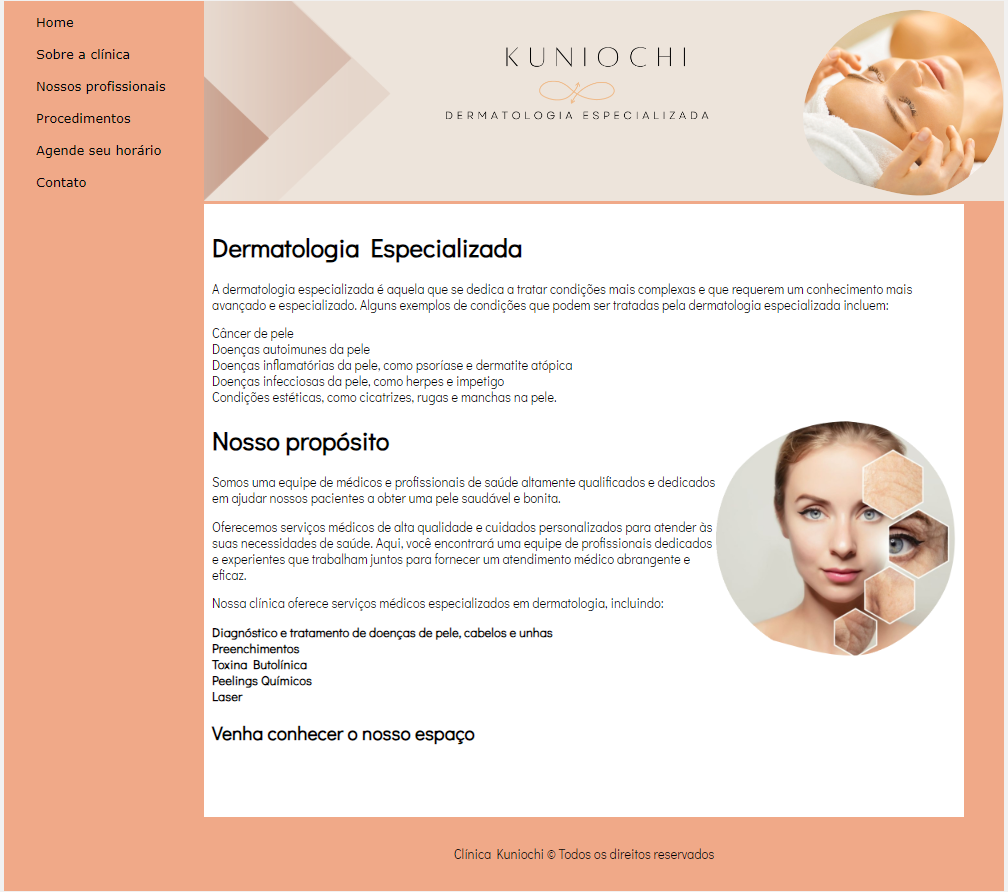 Home
Sobre a clínica
Nossos profissionais
Procedimentos
Agende seu horário
Contato
KUNIOCHI
DERMATOLOGIA ESPECIALIZADA
Dermatologia Especializada
A dermatologia especializada é aquela que se dedica a tratar condições mais complexas e que requerem um conhecimento mais
avançado e especializado. Alguns exemplos de condições que podem ser tratadas pela dermatologia especializada incluem:
Câncer de pele
Doenças autoimunes da pele
Doenças inflamatórias da pele, como psoríase e dermatite atópica
Doenças infecciosas da pele, como herpes e impetigo
Condições estéticas, como cicatrizes, rugas e manchas na pele.
Nosso propósito
Somos uma equipe de médicos e profissionais de saúde altamente qualificados e dedicados
em ajudar nossos pacientes a obter uma pele saudável e bonita.
Oferecemos serviços médicos de alta qualidade e cuidados personalizados para atender às
suas necessidades de saúde. Aqui, você encontrará uma equipe de profissionais dedicados
e experientes que trabalham juntos para fornecer um atendimento médico abrangente e
eficaz.
Nossa clínica oferece serviços médicos especializados em dermatologia, incluindo:
Diagnóstico e tratamento de doenças de pele, cabelos e unhas
Preenchimentos
Toxina Butolínica
Peelings Químicos
Laser
Venha conhecer o nosso espaço
Clínica Kuniochi © Todos os direitos reservados